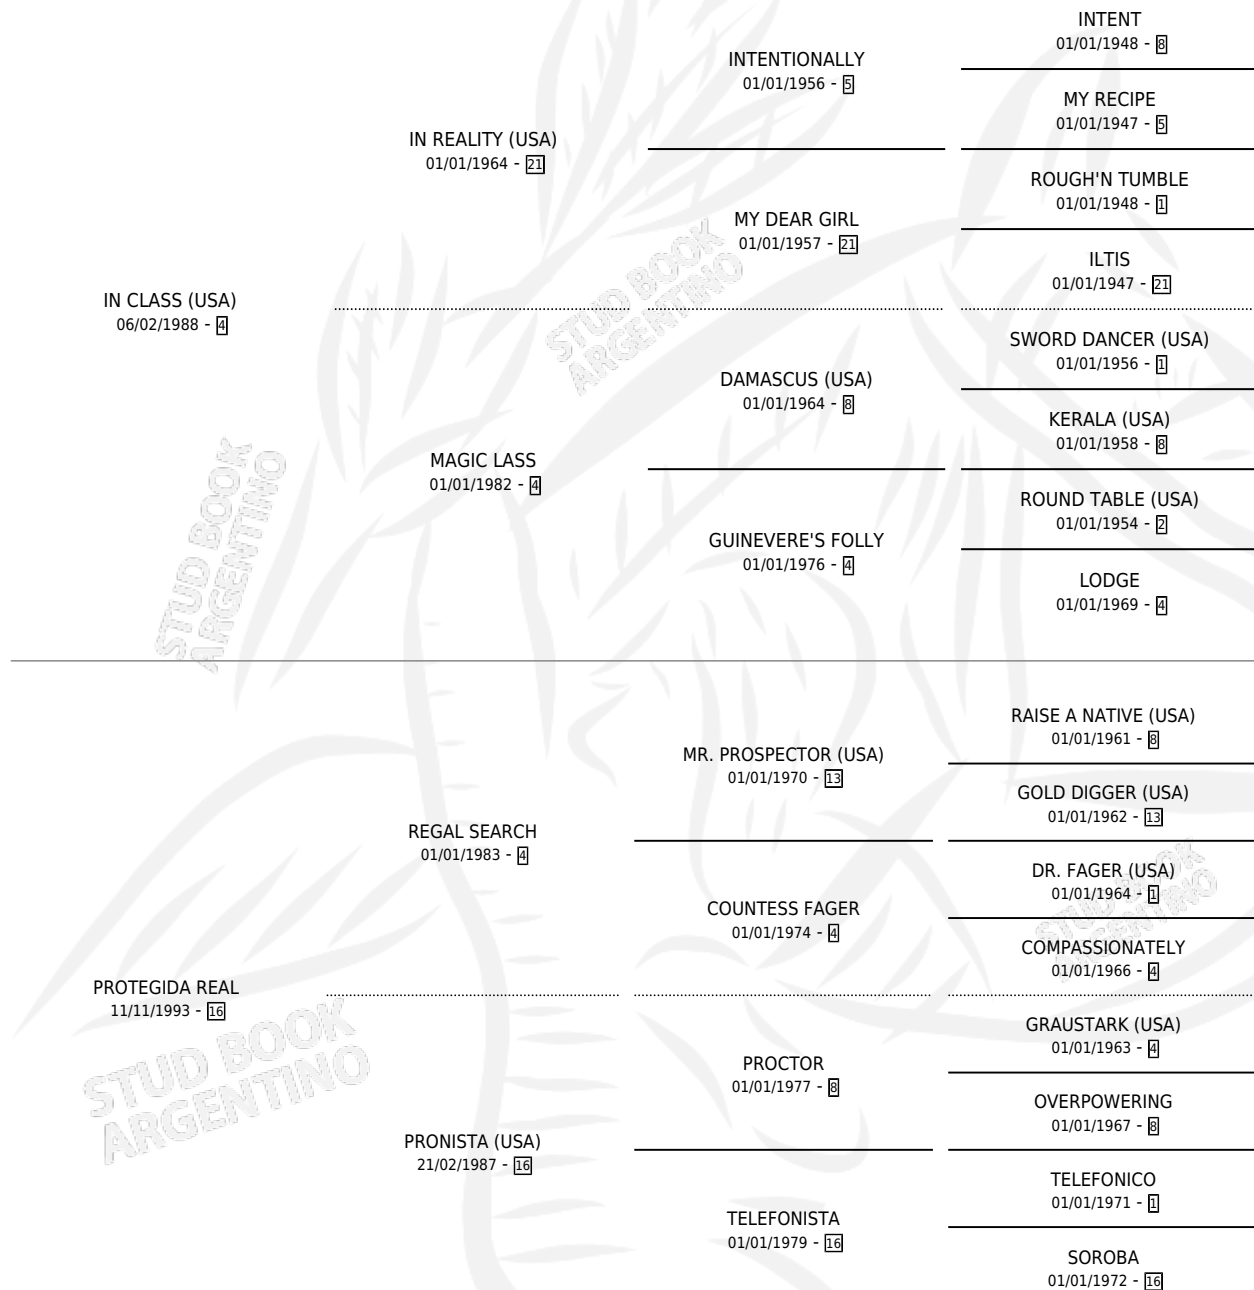 INTENT
01/01/1948 - 8
INTENTIONALLY
01/01/1956 - 5
MY RECIPE
01/01/1947 - 5
IN REALITY (USA)
01/01/1964 - 21
ROUGH'N TUMBLE
01/01/1948 - 1
MY DEAR GIRL
01/01/1957 - 21
ILTIS
01/01/1947 - 21
IN CLASS (USA)
06/02/1988 - 4
SWORD DANCER (USA)
01/01/1956 - 1
DAMASCUS (USA)
01/01/1964 - 8
KERALA (USA)
01/01/1958 - 8
MAGIC LASS
01/01/1982 - 4
ROUND TABLE (USA)
01/01/1954 - 2
GUINEVERE'S FOLLY
01/01/1976 - 4
LODGE
01/01/1969 - 4
RAISE A NATIVE (USA)
01/01/1961 - 8
MR. PROSPECTOR (USA)
01/01/1970 - 13
GOLD DIGGER (USA)
01/01/1962 - 13
REGAL SEARCH
01/01/1983 - 4
DR. FAGER (USA)
01/01/1964 - 1
COUNTESS FAGER
01/01/1974 - 4
COMPASSIONATELY
01/01/1966 - 4
PROTEGIDA REAL
11/11/1993 - 16
GRAUSTARK (USA)
01/01/1963 - 4
PROCTOR
01/01/1977 - 8
OVERPOWERING
01/01/1967 - 8
PRONISTA (USA)
21/02/1987 - 16
TELEFONICO
01/01/1971 - 1
TELEFONISTA
01/01/1979 - 16
SOROBA
01/01/1972 - 16
STUD BOOK
ARGENTINO
STUD BOOK
ARGENTINO
STUD BOOK
ARGENTINO
STUD BOOK
ARGENTINO